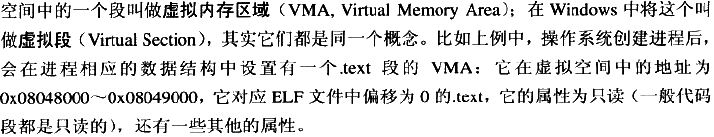 空间中的一个段叫做虚拟内存区域（VMA, Virtual Memory Area）；在 Windows 中将这个叫
做虚拟段（Virtual Section），其实它们都是同一个概念。比如上例中，操作系统创建进程后，
会在进程相应的数据结构中设置有一个.text 段的 VMA：它在虚拟空间中的地址为
0x08048000～0x08049000，它对应 ELF 文件中偏移为 0 的.text，它的属性为只读（一般代码
段都是只读的），还有一些其他的属性。